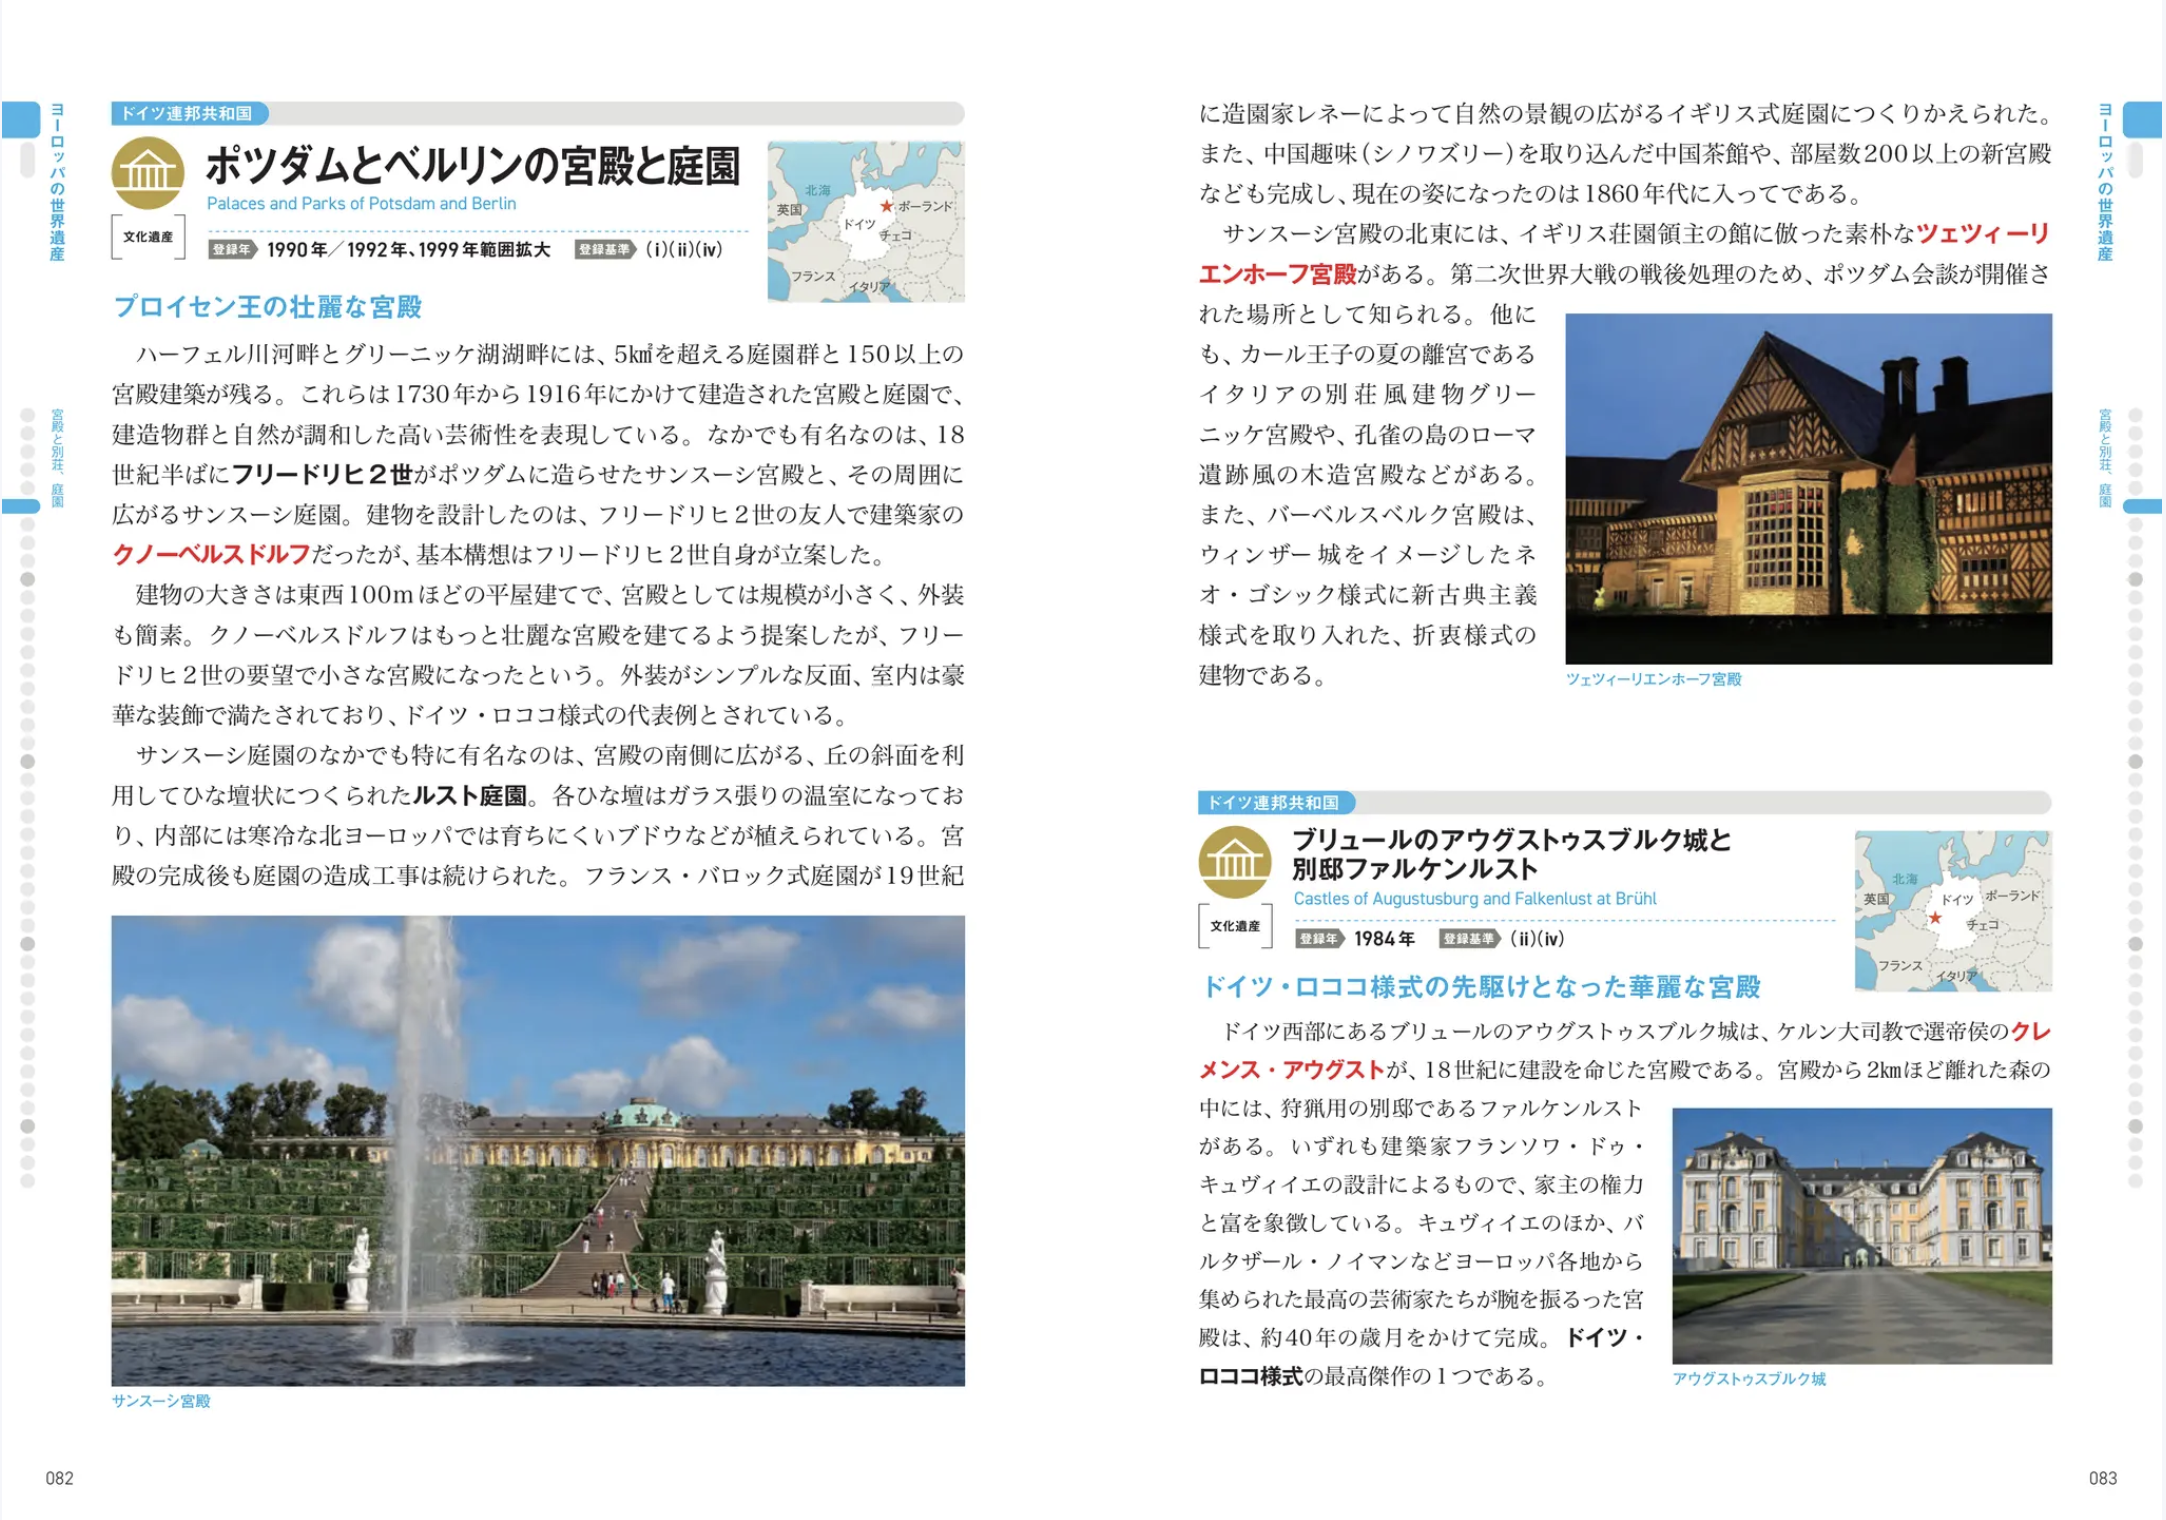 ヨーロッパの世界遺産
宮殿と別荘、庭園
ドイツ連邦共和国
ポツダムとベルリンの宮殿と庭園
Palaces and Parks of Potsdam and Berlin
文化遺産
登録年 1990年／1992年、1999年範囲拡大 登録基準 (i)(ii)(iv)
北海
英国
ドイツ
ポーランド
チェコ
フランス
イタリア
プロイセン王の壮麗な宮殿
ハーフェル川河畔とグリーニッケ湖湖畔には、5㎢を超える庭園群と150以上の
宮殿建築が残る。これらは1730年から1916年にかけて建造された宮殿と庭園で、
建造物群と自然が調和した高い芸術性を表現している。なかでも有名なのは、18
世紀半ばにフリードリヒ2世がポツダムに造らせたサンスーシ宮殿と、その周囲に
広がるサンスーシ庭園。建物を設計したのは、フリードリヒ2世の友人で建築家の
クノーベルスドルフだったが、基本構想はフリードリヒ2世自身が立案した。
建物の大きさは東西100mほどの平屋建てで、宮殿としては規模が小さく、外装
も簡素。クノーベルスドルフはもっと壮麗な宮殿を建てるよう提案したが、フリー
ドリヒ2世の要望で小さな宮殿になったという。外装がシンプルな反面、室内は豪
華な装飾で満たされており、ドイツ・ロココ様式の代表例とされている。
サンスーシ庭園のなかでも特に有名なのは、宮殿の南側に広がる、丘の斜面を利
用してひな壇状につくられたルスト庭園。各ひな壇はガラス張りの温室になってお
り、内部には寒冷な北ヨーロッパでは育ちにくいブドウなどが植えられている。宮
殿の完成後も庭園の造成工事は続けられた。フランス・バロック式庭園が19世紀
サンスーシ宮殿
082
に造園家レネーによって自然の景観の広がるイギリス式庭園につくりかえられた。
また、中国趣味(シノワズリー)を取り込んだ中国茶館や、部屋数200以上の新宮殿
なども完成し、現在の姿になったのは1860年代に入ってである。
サンスーシ宮殿の北東には、イギリス荘園領主の館に倣った素朴なツェツィーリ
エンホーフ宮殿がある。第二次世界大戦の戦後処理のため、ポツダム会談が開催さ
れた場所として知られる。他に
も、カール王子の夏の離宮である
イタリアの別荘風建物グリー
ニッケ宮殿や、孔雀の島のローマ
遺跡風の木造宮殿などがある。
また、バーベルスベルク宮殿は、
ウィンザー城をイメージしたネ
オ・ゴシック様式に新古典主義
様式を取り入れた、折衷様式の
建物である。
ツェツィーリエンホーフ宮殿
ドイツ連邦共和国
ブリュールのアウグストゥスブルク城と
別邸ファルケンルスト
Castles of Augustusburg and Falkenlust at Brühl
文化遺産
登録年 1984年 登録基準 (ii)(iv)
北海
英国
ドイツ
ポーランド
チェコ
フランス
イタリア
ドイツ・ロココ様式の先駆けとなった華麗な宮殿
ドイツ西部にあるブリュールのアウグストゥスブルク城は、ケルン大司教で選帝侯のクレ
メンス・アウグストが、18世紀に建設を命じた宮殿である。宮殿から2㎞ほど離れた森の
中には、狩猟用の別邸であるファルケンルスト
がある。いずれも建築家フランソワ・ドゥ・
キュヴィイエの設計によるもので、家主の権力
と富を象徴している。キュヴィイエのほか、バ
ルタザール・ノイマンなどヨーロッパ各地から
集められた最高の芸術家たちが腕を振るった宮
殿は、約40年の歳月をかけて完成。ドイツ・
ロココ様式の最高傑作の1つである。
アウグストゥスブルク城
ヨーロッパの世界遺産
宮殿と別荘、庭園
083